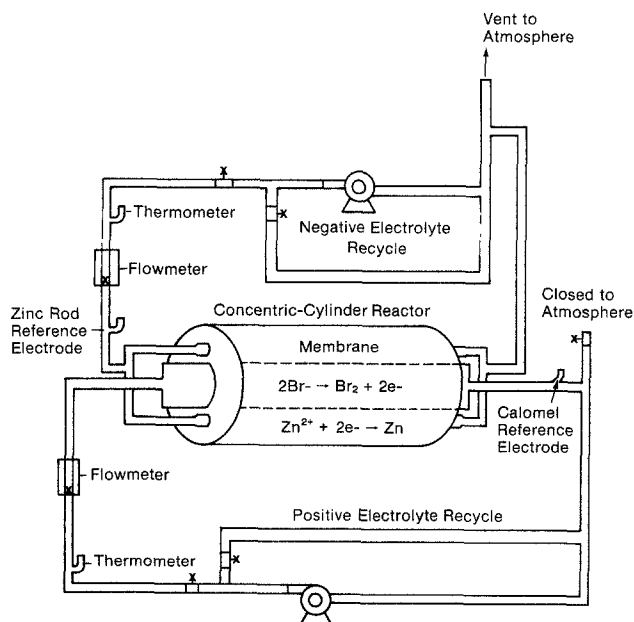 Vent to
Atmosphere
Thermometer
Negative Electrolyte
Recycle
Flowmeter
Zinc Rod
Reference
Electrode
Concentric-Cylinder Reactor
Closed to
Atmosphere
Membrane
2Br- → Br₂ + 2e-
Zn²⁺ + 2e- → Zn
Calomel
Reference
Electrode
Flowmeter
Positive Electrolyte Recycle
Thermometer